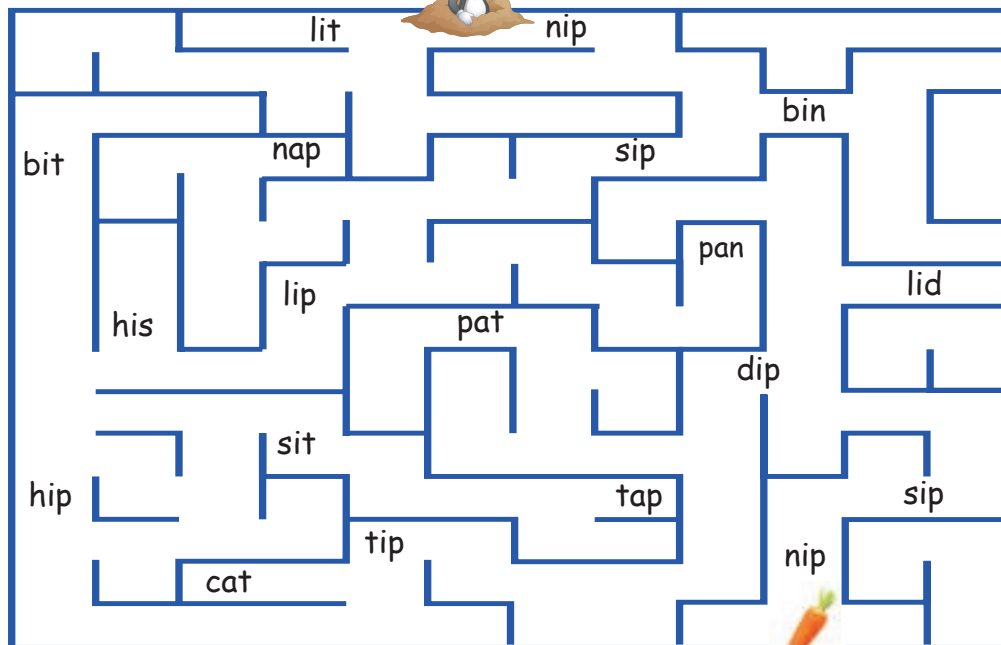 lit
nip
bin
nap
sip
bit
pan
lid
lip
his
pat
dip
sit
hip
tap
sip
tip
nip
cat